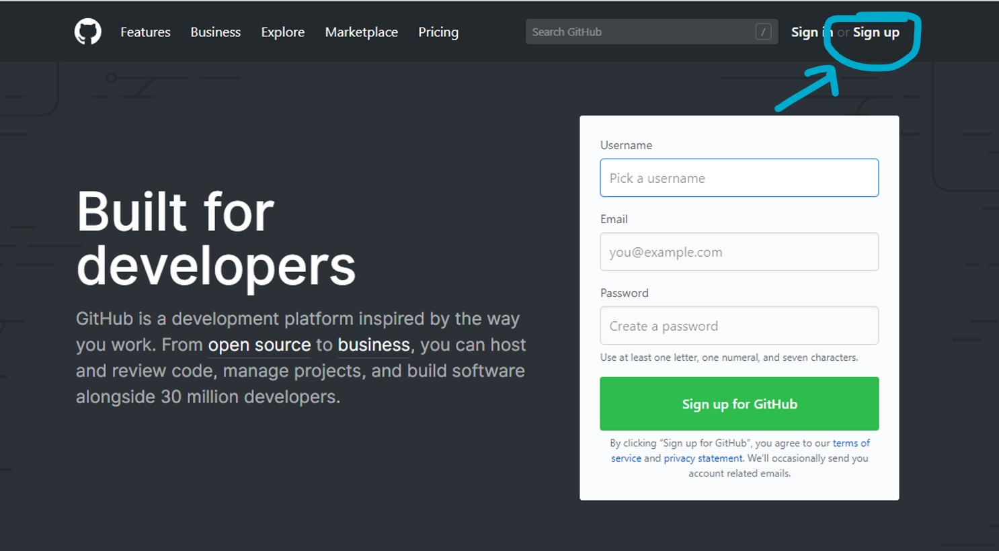 Features Business Explore Marketplace Pricing Search GitHub / Sign in or Sign up
Built for
developers
GitHub is a development platform inspired by the way
you work. From open source to business, you can host
and review code, manage projects, and build software
alongside 30 million developers.
Username
Pick a username
Email
you@example.com
Password
Create a password
Use at least one letter, one numeral, and seven characters.
Sign up for GitHub
By clicking “Sign up for GitHub”, you agree to our terms of
service and privacy statement. We’ll occasionally send you
account related emails.